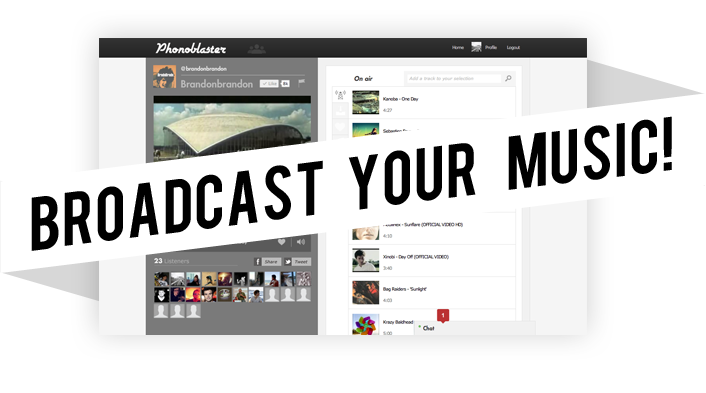 Phonoblaster
Home
Profile
Logout
@brandonbrandon
Brandonbrandon
Like
On air
Add a track to your selection
Kanoba - One Day
4:27
BROADCAST YOUR MUSIC!
Sunflare (OFFICIAL VIDEO HD)
4:10
Xinobi - Day Off (OFFICIAL VIDEO)
3:40
Bag Raiders - 'Sunlight'
4:03
Krazy Baldhead
5:00
23 Listeners
Share
Tweet
1
Chat